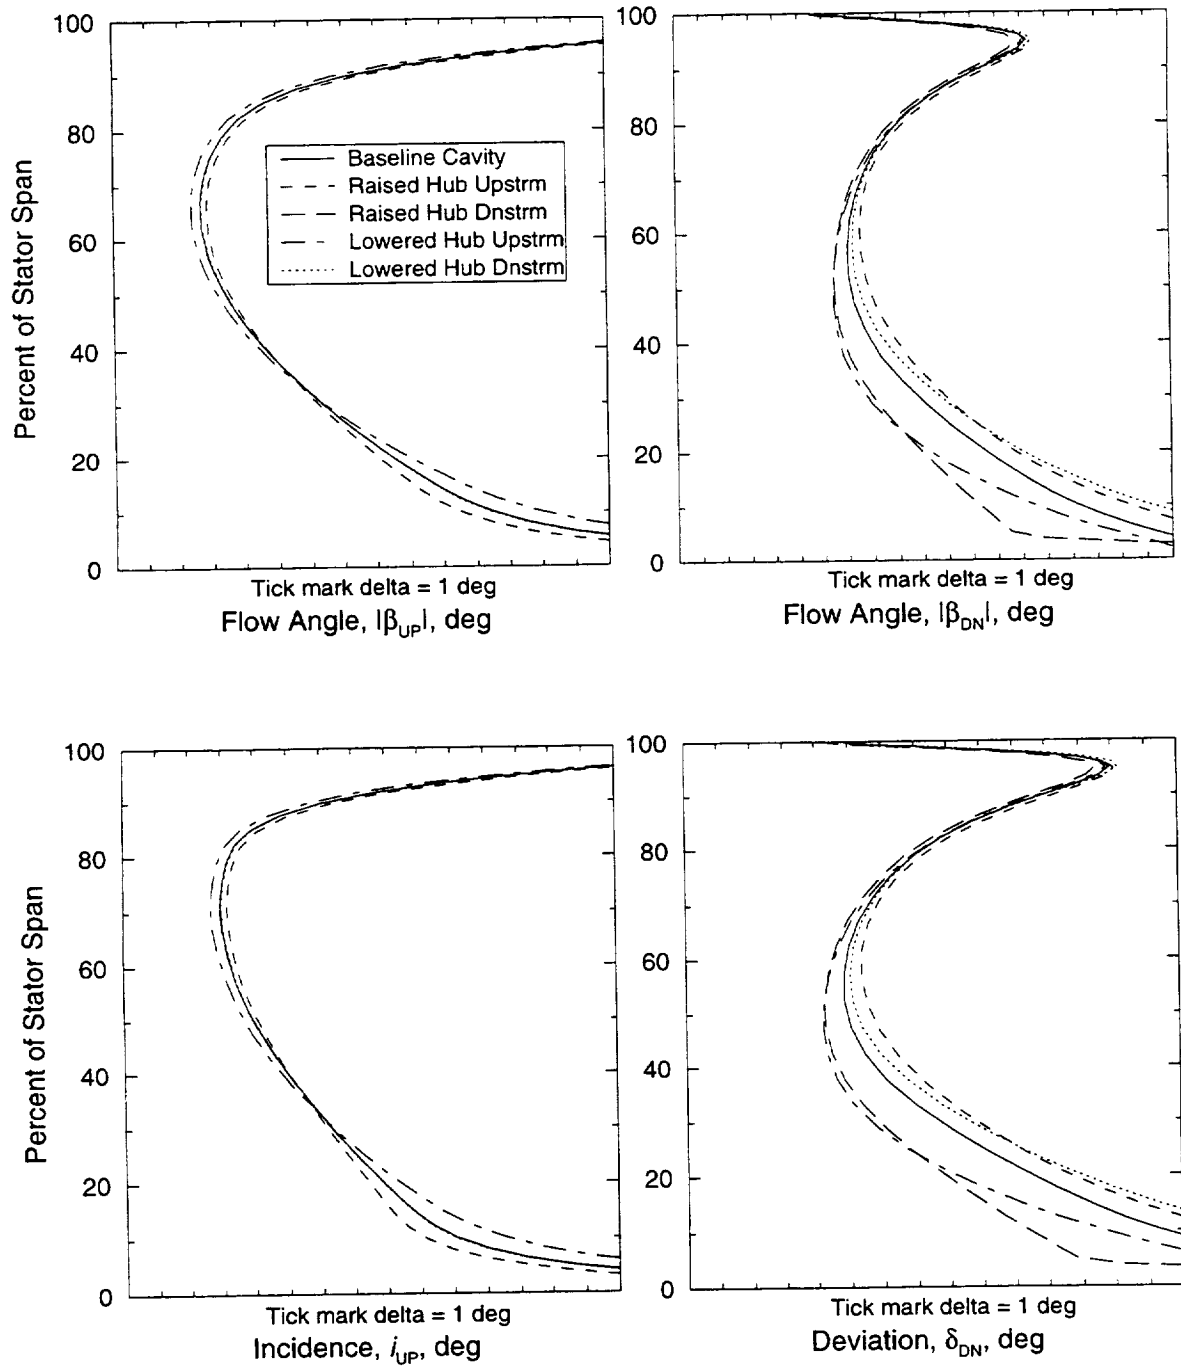 100
80
60
40
20
0
Percent of Stator Span
Baseline Cavity
Raised Hub Upstrm
Raised Hub Dnstrm
Lowered Hub Upstrm
Lowered Hub Dnstrm
Tick mark delta = 1 deg
Flow Angle, |β_UP|, deg
100
80
60
40
20
0
Tick mark delta = 1 deg
Flow Angle, |β_DN|, deg
100
80
60
40
20
0
Percent of Stator Span
Tick mark delta = 1 deg
Incidence, i_UP, deg
100
80
60
40
20
0
Tick mark delta = 1 deg
Deviation, δ_DN, deg